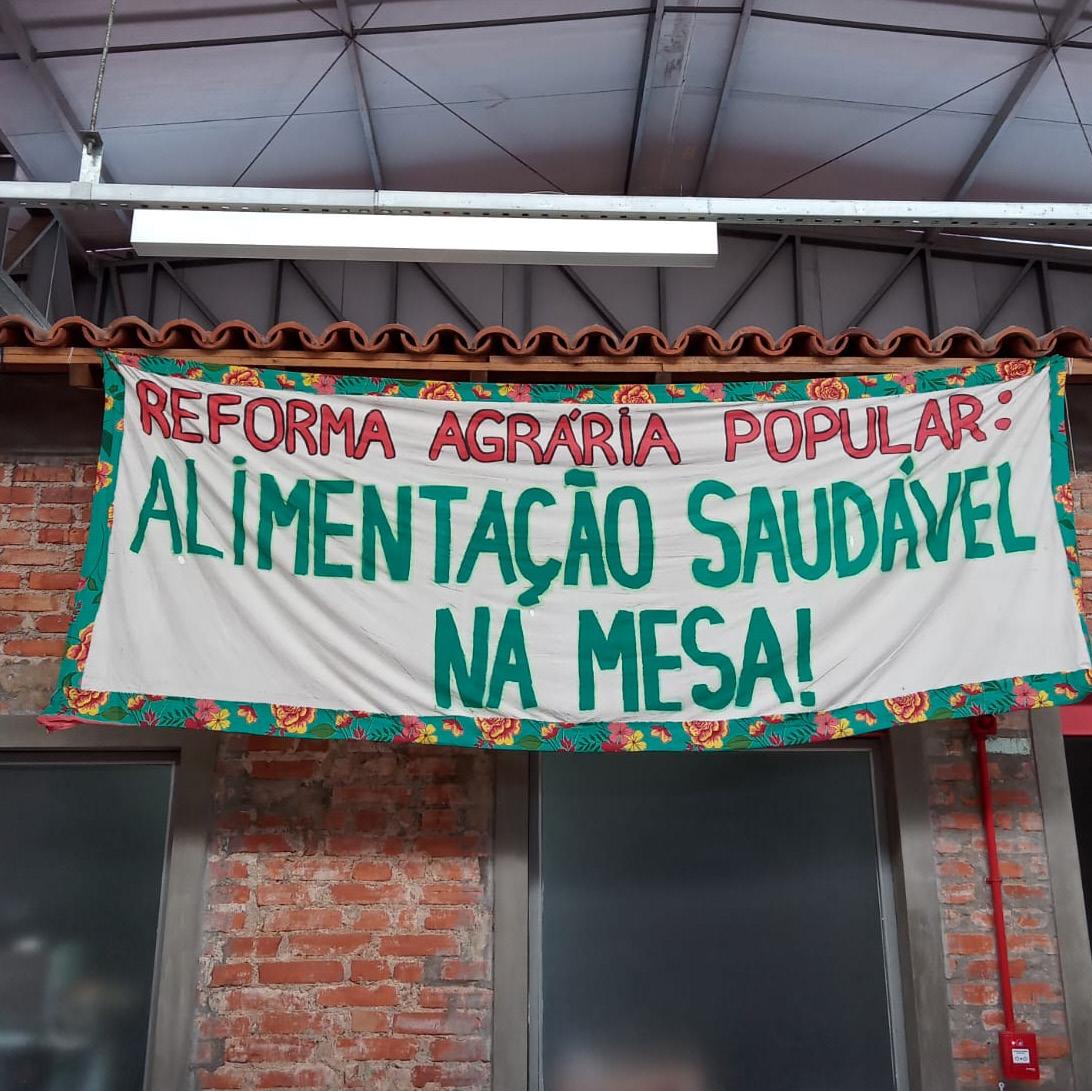 REFORMA AGRÁRIA POPULAR:
ALIMENTAÇÃO SAUDÁVEL
NA MESA!